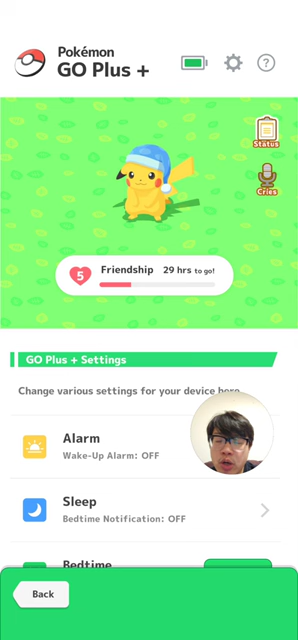 Pokémon
GO Plus +
?
Status
Cries
5 Friendship 29 hrs to go!
GO Plus + Settings
Change various settings for your device here
Alarm
Wake-Up Alarm: OFF
Sleep
Bedtime Notification: OFF
Bedtime
Back